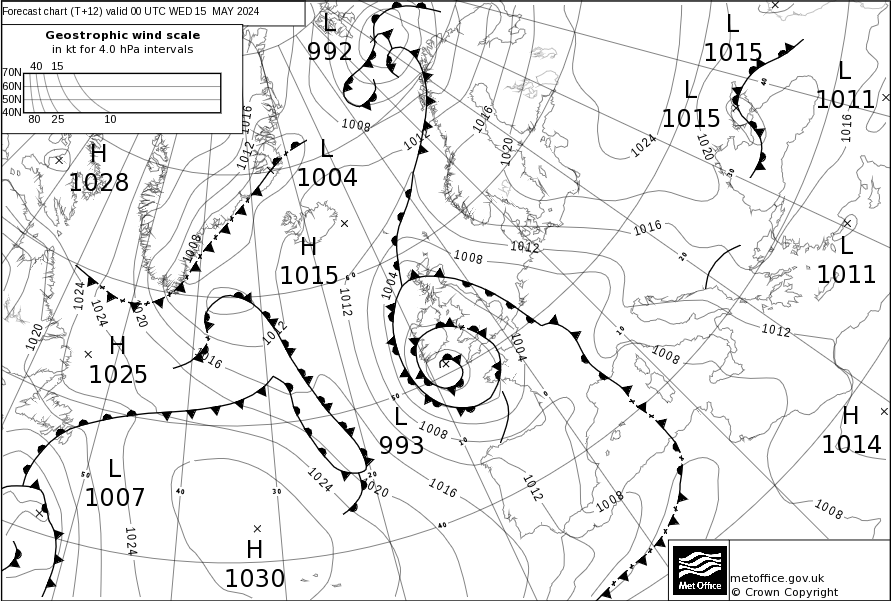 Forecast chart (T+12) valid 00 UTC WED 15 MAY 2024
Geostrophic wind scale
in kt for 4.0 hPa intervals
40 15
70N
60N
50N
40N
80 25 10
L
992
L
1015
L
1015
L
1011
H
1028
L
1004
H
1015
L
1011
H
1025
L
993
H
1014
L
1007
H
1030
1016
1012
1008
1008
1012
1016
1020
1024
1020
1016
1016
1012
1008
1004
1012
1008
1024
1024
1020
1020
1016
1012
1004
1012
1008
1008
1024
1020
1016
1012
1008
1008
1024
60
50
50
40
40
30
20
20
10
10
0
40
30
Met Office
metoffice.gov.uk
© Crown Copyright